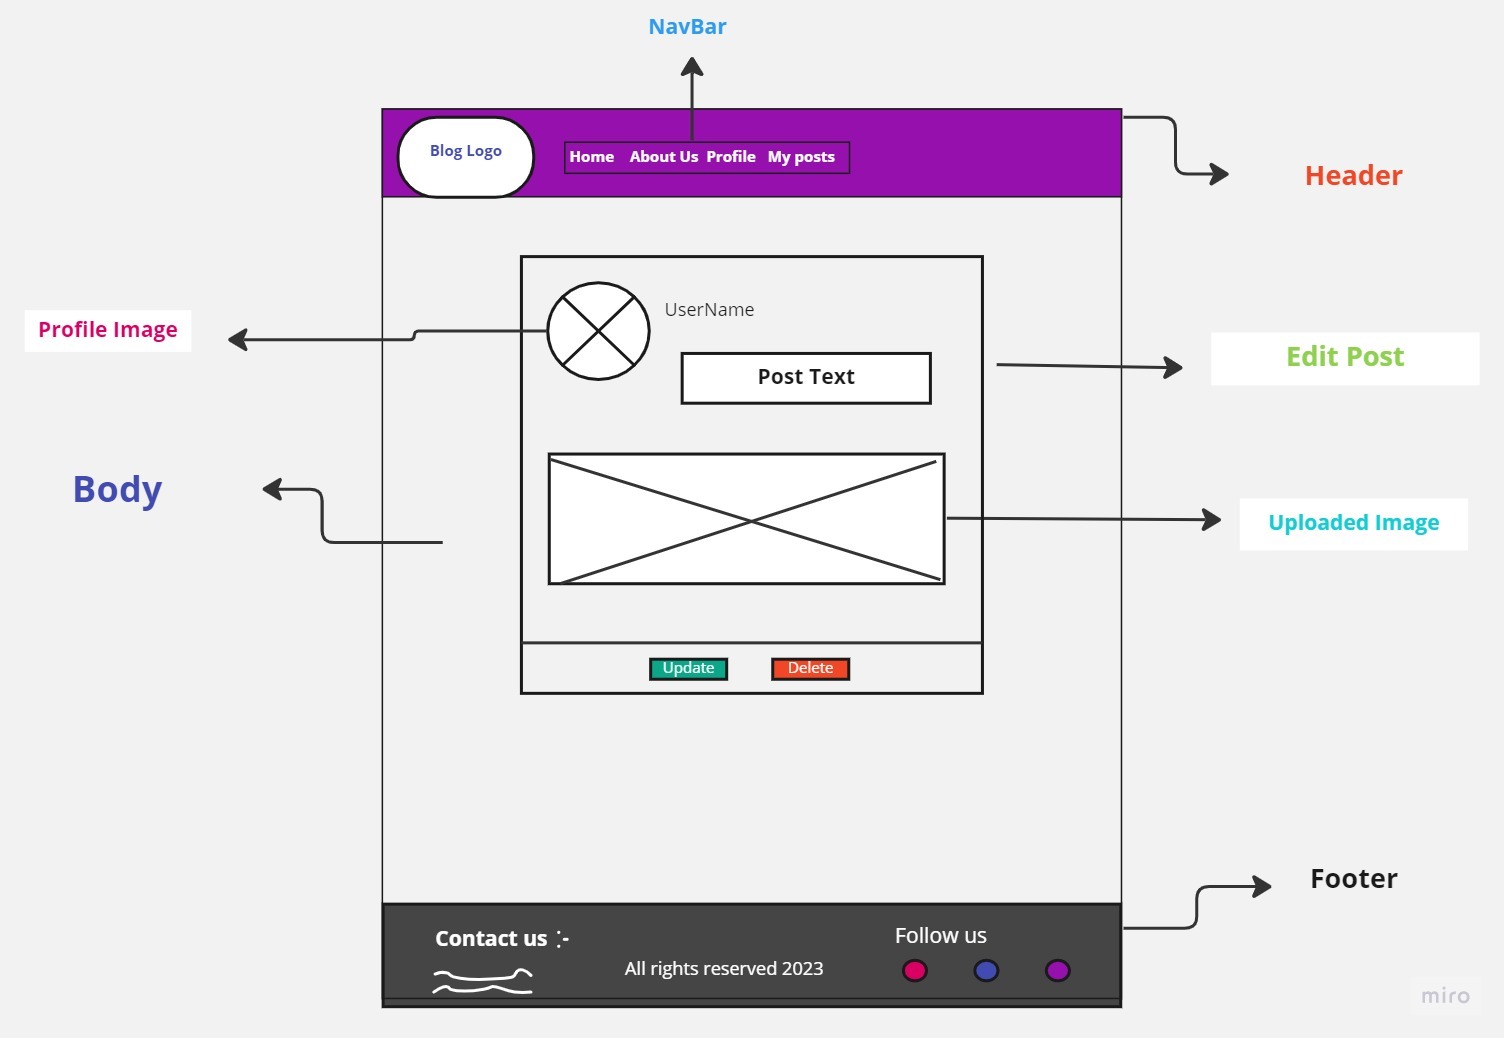 NavBar
Blog Logo
Home About Us Profile My posts
Header
Profile Image
UserName
Post Text
Edit Post
Body
Uploaded Image
Update Delete
Footer
Contact us :-
Follow us
All rights reserved 2023
miro